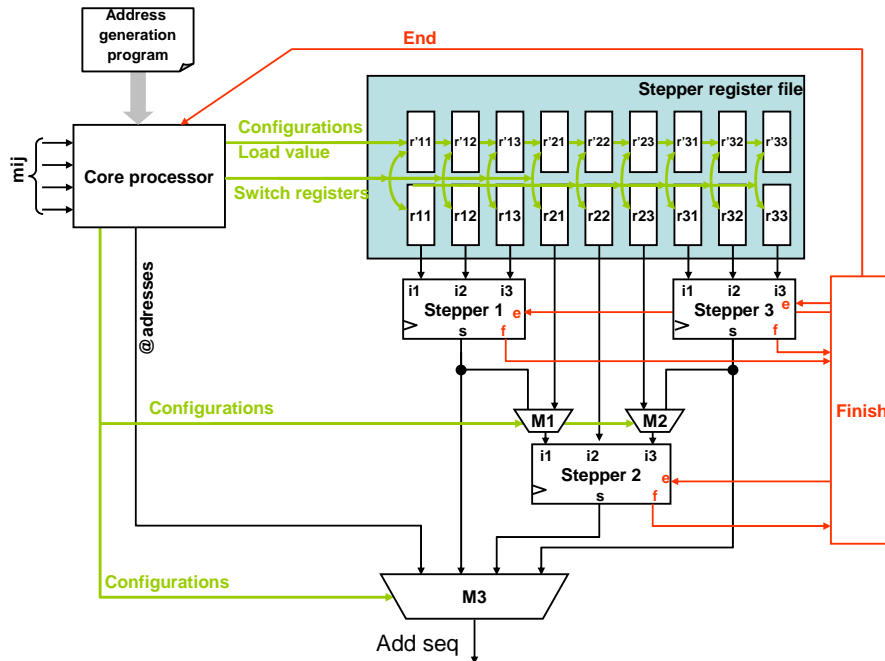 Address
generation
program
End
Stepper register file
Configurations
Load value
Switch registers
r'11 r'12 r'13 r'21 r'22 r'23 r'31 r'32 r'33
mij
Core processor
r11 r12 r13 r21 r22 r23 r31 r32 r33
@adresses
i1 i2 i3
Stepper 1
e
s f
i1 i2 i3
Stepper 3
e
s f
Configurations
M1
M2
Finish
i1 i2 i3
Stepper 2
e
s f
Configurations
M3
Add seq